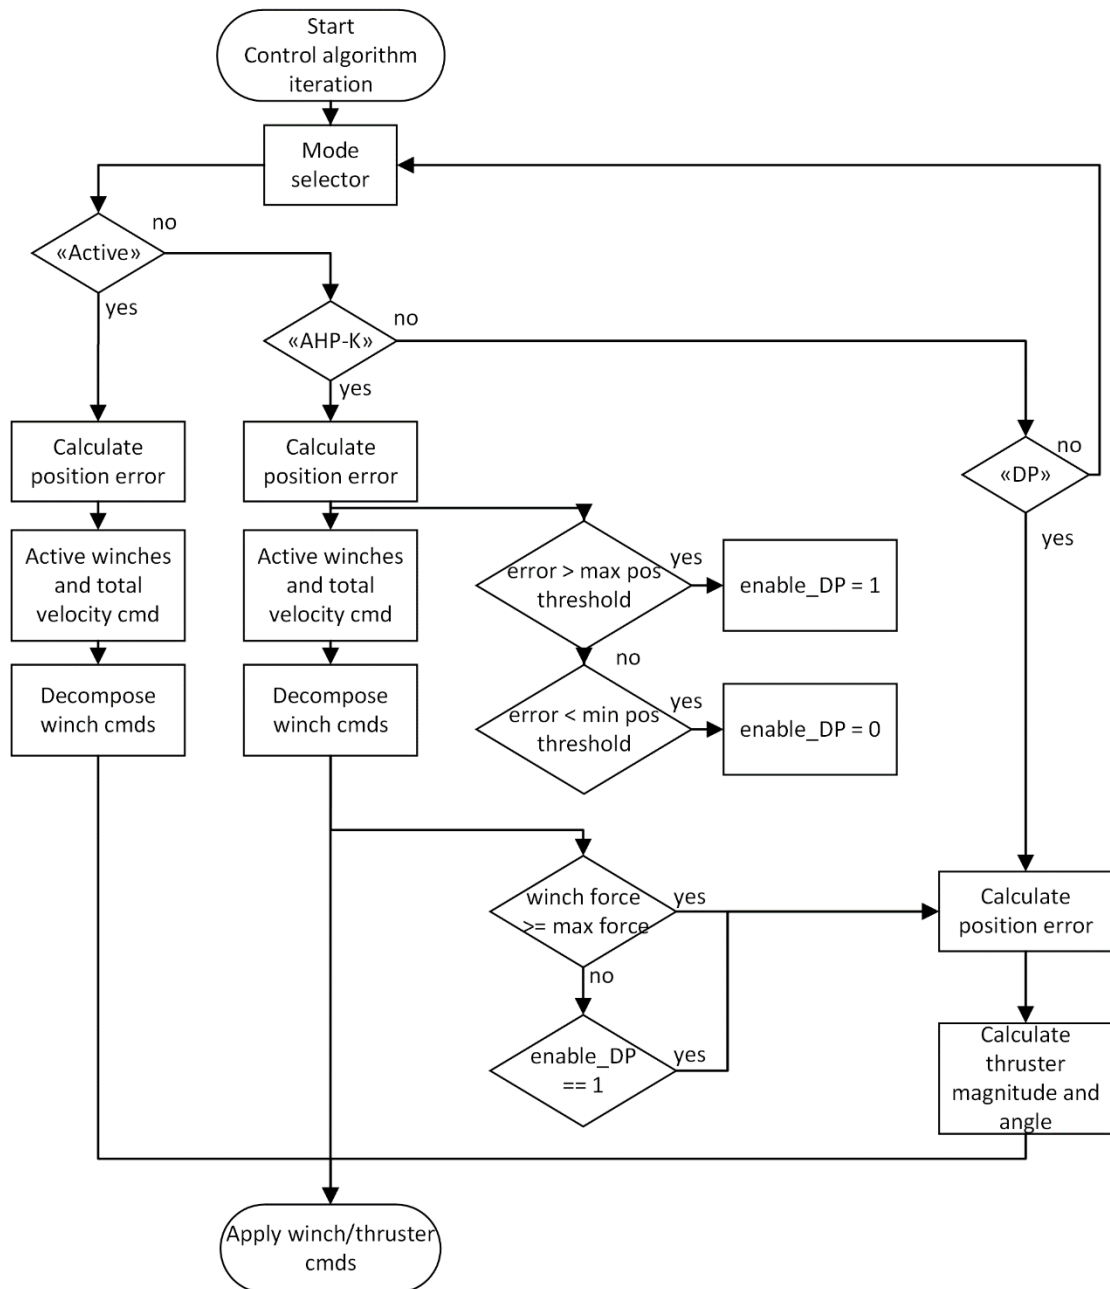 Start
Control algorithm
iteration
Mode
selector
no
«Active»
yes
no
«AHP-K»
yes
no
«DP»
yes
Calculate
position error
Calculate
position error
Active winches
and total
velocity cmd
Active winches
and total
velocity cmd
error > max pos
threshold
yes
enable_DP = 1
no
Decompose
winch cmds
Decompose
winch cmds
error < min pos
threshold
yes
enable_DP = 0
winch force
>= max force
yes
no
enable_DP
== 1
yes
Calculate
position error
Calculate
thruster
magnitude and
angle
Apply winch/thruster
cmds